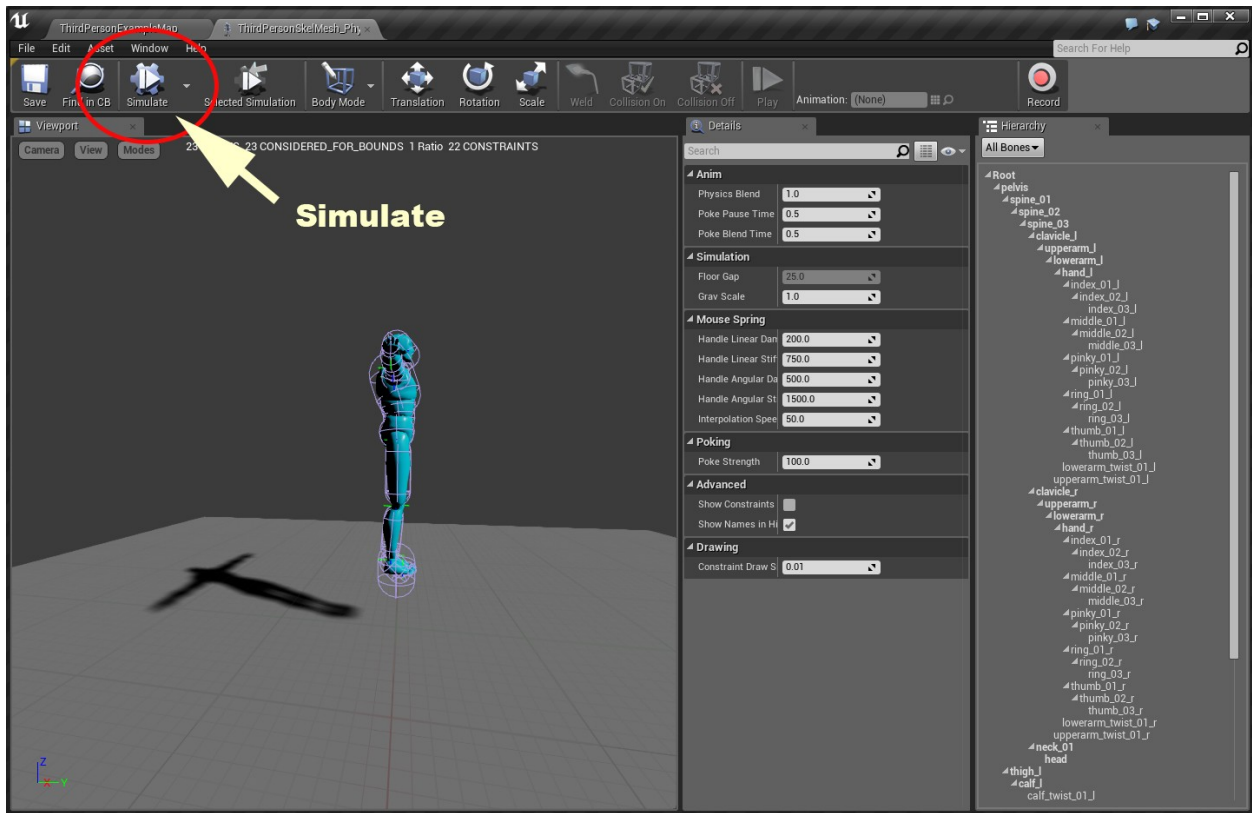 ThirdPersonExampleMap
ThirdPersonSkelMesh_Phy
File Edit Asset Window Help
Search For Help
Save
Find in CB
Simulate
Selected Simulation
Body Mode
Translation
Rotation
Scale
Weld
Collision On
Collision Off
Play
Animation: (None)
Record
Viewport
Camera View Modes
23 CONSIDERED_FOR_BOUNDS 1 Ratio 22 CONSTRAINTS
Simulate
Z
X Y
Details
Search
Anim
Physics Blend 1.0
Poke Pause Time 0.5
Poke Blend Time 0.5
Simulation
Floor Gap 25.0
Grav Scale 1.0
Mouse Spring
Handle Linear Dam 200.0
Handle Linear Stif 750.0
Handle Angular Da 500.0
Handle Angular St 1500.0
Interpolation Spee 50.0
Poking
Poke Strength 100.0
Advanced
Show Constraints
Show Names in Hi
Drawing
Constraint Draw S 0.01
Hierarchy
All Bones
Root
pelvis
spine_01
spine_02
spine_03
clavicle_l
upperarm_l
lowerarm_l
hand_l
index_01_l
index_02_l
index_03_l
middle_01_l
middle_02_l
middle_03_l
pinky_01_l
pinky_02_l
pinky_03_l
ring_01_l
ring_02_l
ring_03_l
thumb_01_l
thumb_02_l
thumb_03_l
lowerarm_twist_01_l
upperarm_twist_01_l
clavicle_r
upperarm_r
lowerarm_r
hand_r
index_01_r
index_02_r
index_03_r
middle_01_r
middle_02_r
middle_03_r
pinky_01_r
pinky_02_r
pinky_03_r
ring_01_r
ring_02_r
ring_03_r
thumb_01_r
thumb_02_r
thumb_03_r
lowerarm_twist_01_r
upperarm_twist_01_r
neck_01
head
thigh_l
calf_l
calf_twist_01_l